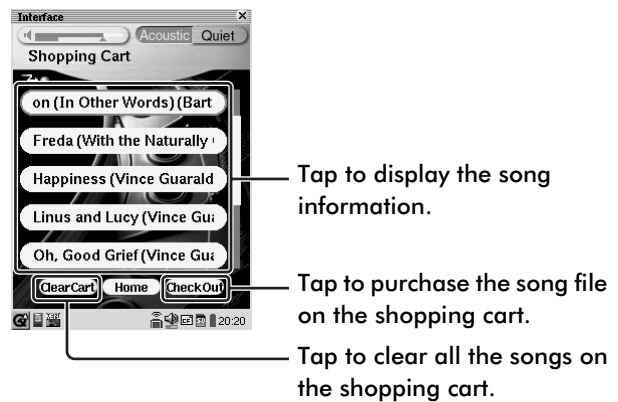 Interface
Acoustic Quiet
Shopping Cart
on (In Other Words) (Bart
Freda (With the Naturally
Happiness (Vince Guarald
Linus and Lucy (Vince Gua
Oh, Good Grief (Vince Gua
ClearCart Home CheckOut
20:20
Tap to display the song
information.
Tap to purchase the song file
on the shopping cart.
Tap to clear all the songs on
the shopping cart.